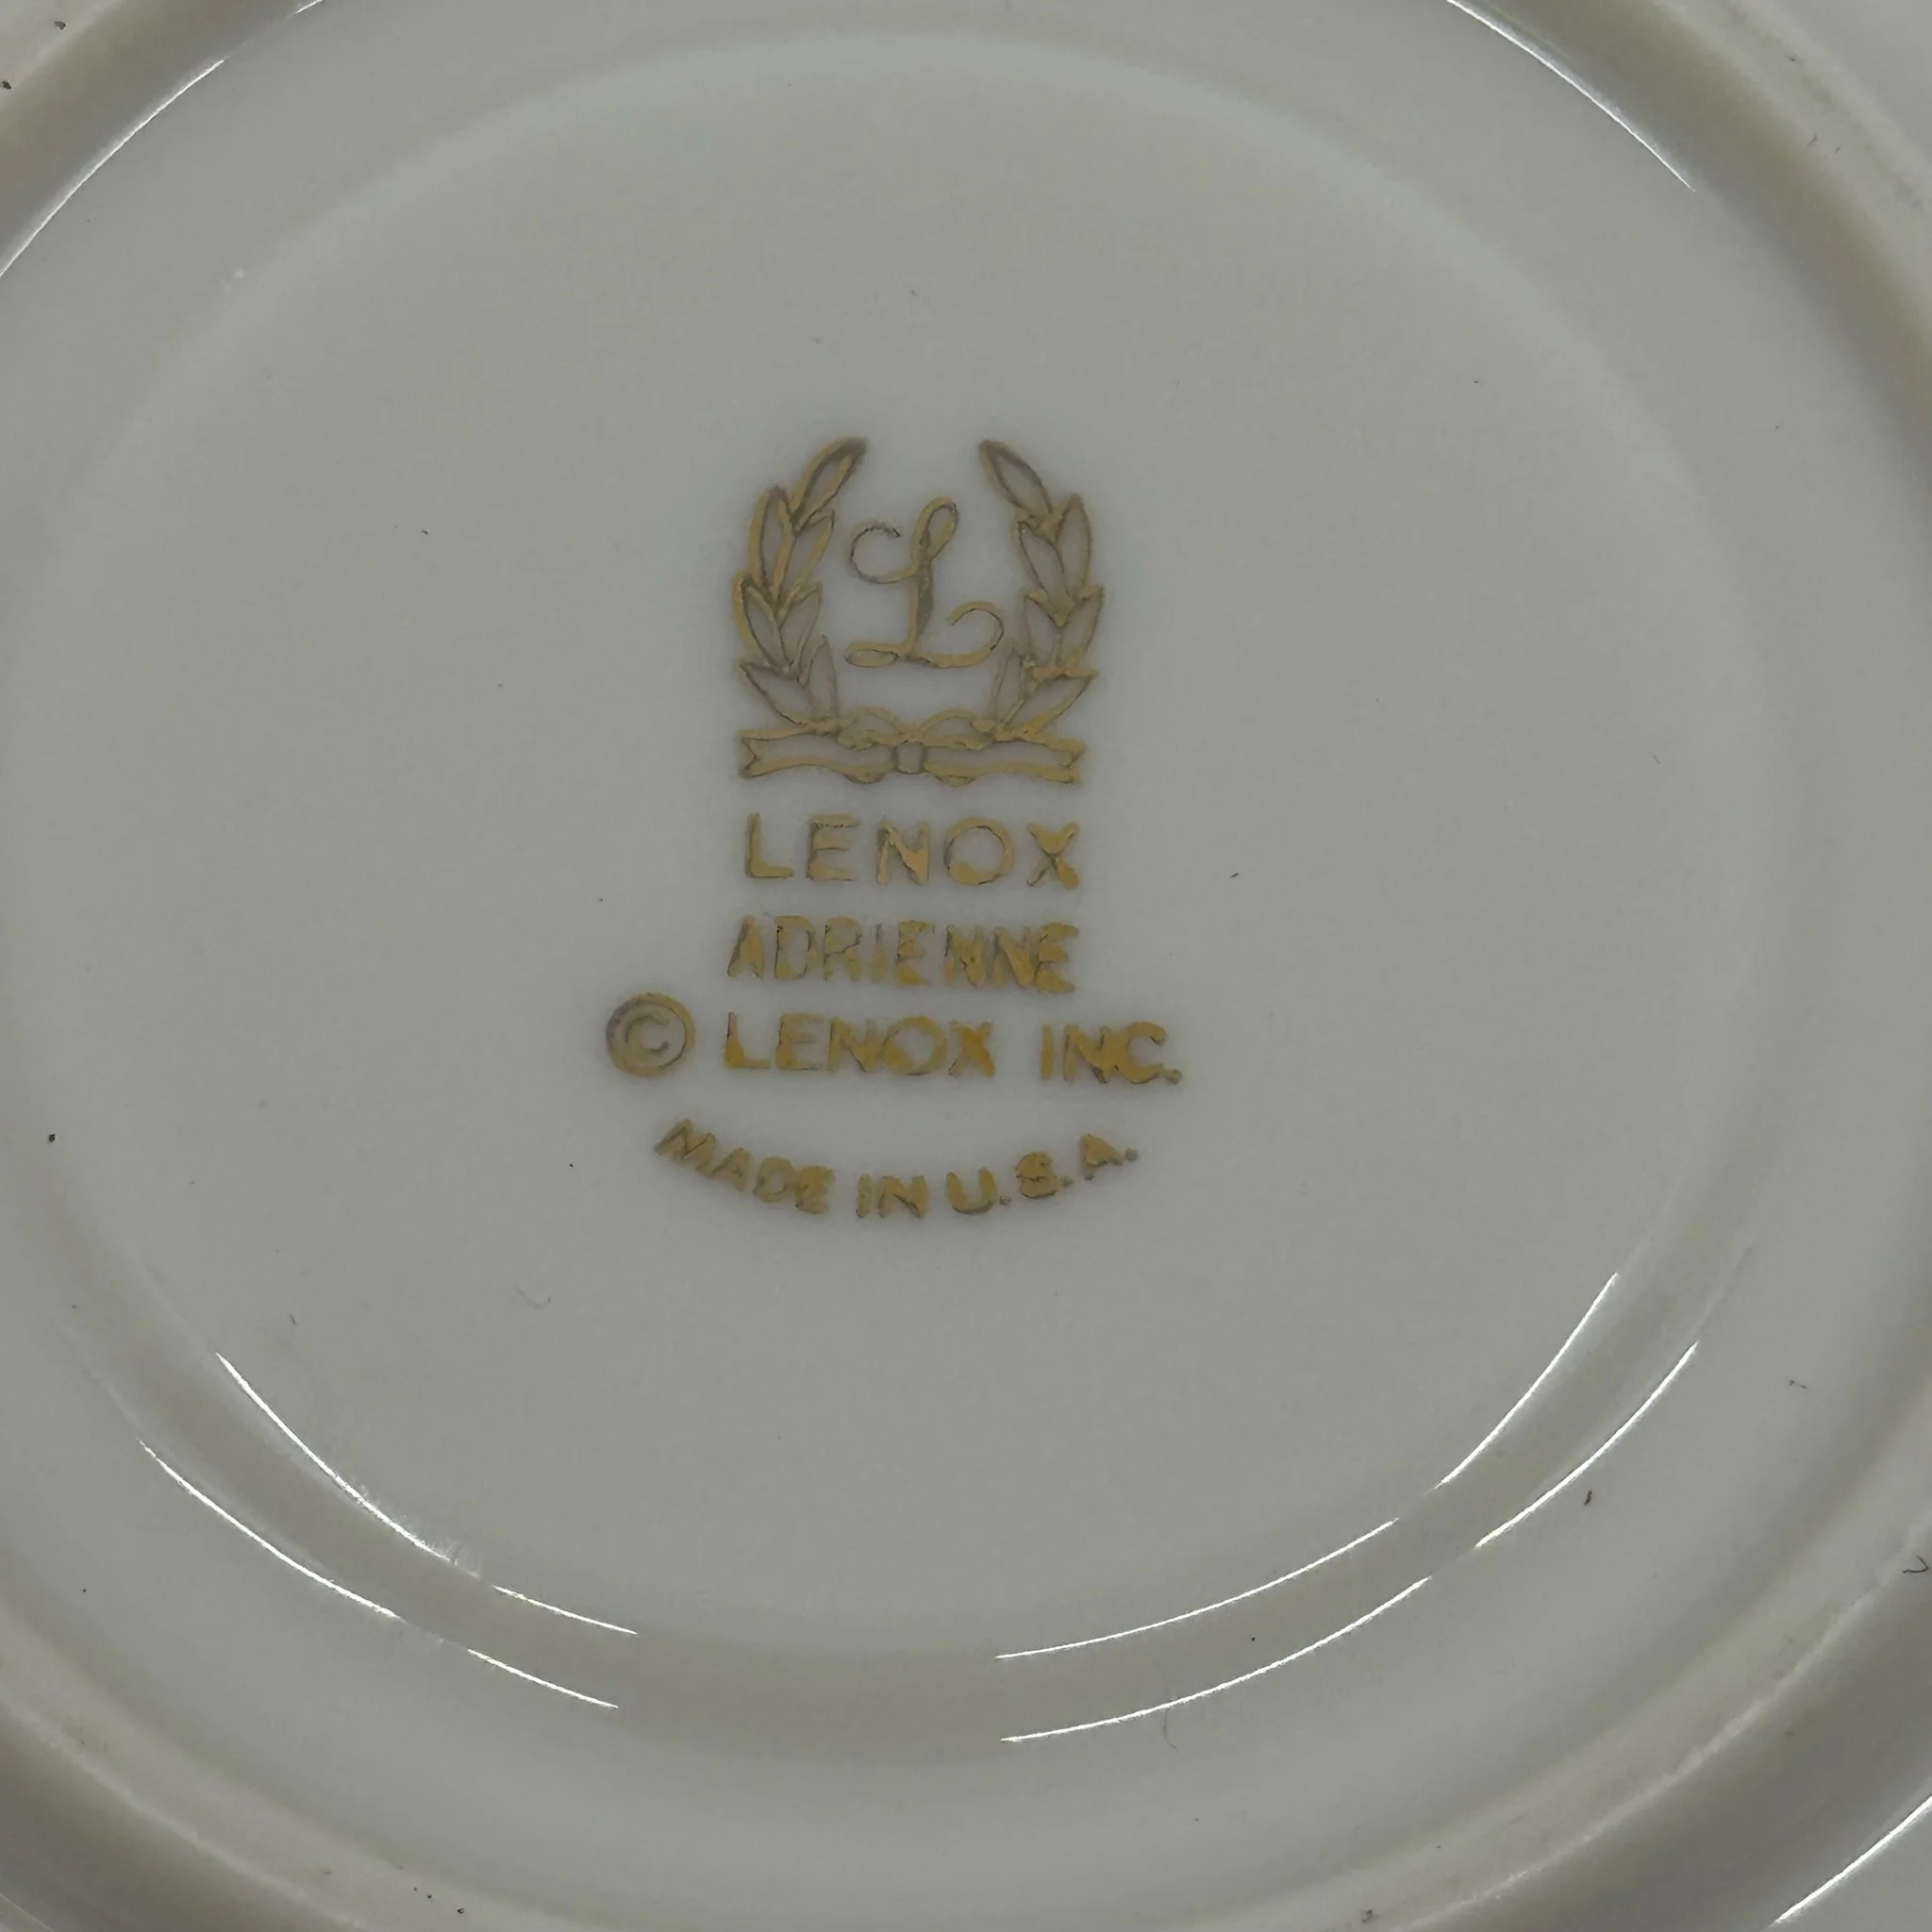 L
LENOX
ADRIENNE
© LENOX INC.
MADE IN U.S.A.